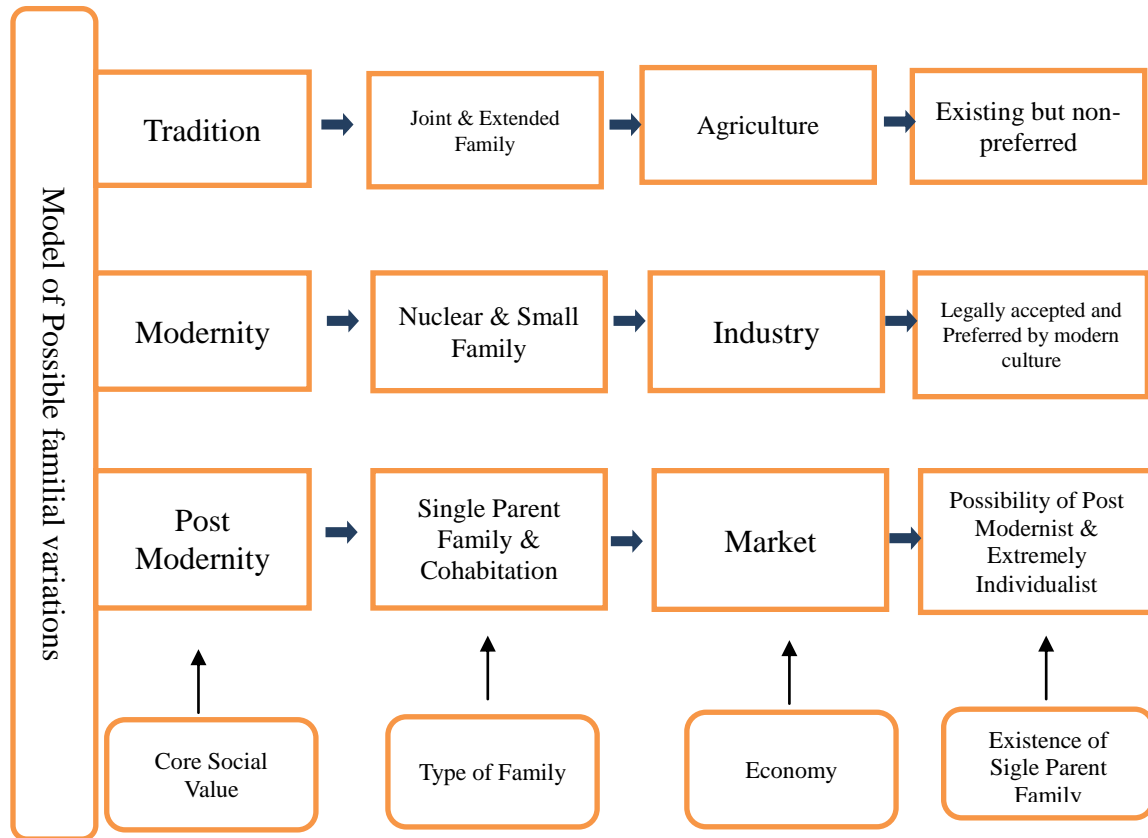 Model of Possible familial variations
Tradition
Joint & Extended
Family
Agriculture
Existing but non-
preferred
Modernity
Nuclear & Small
Family
Industry
Legally accepted and
Preferred by modern
culture
Post
Modernity
Single Parent
Family &
Cohabitation
Market
Possibility of Post
Modernist &
Extremely
Individualist
Core Social
Value
Type of Family
Economy
Existence of
Sigle Parent
Family